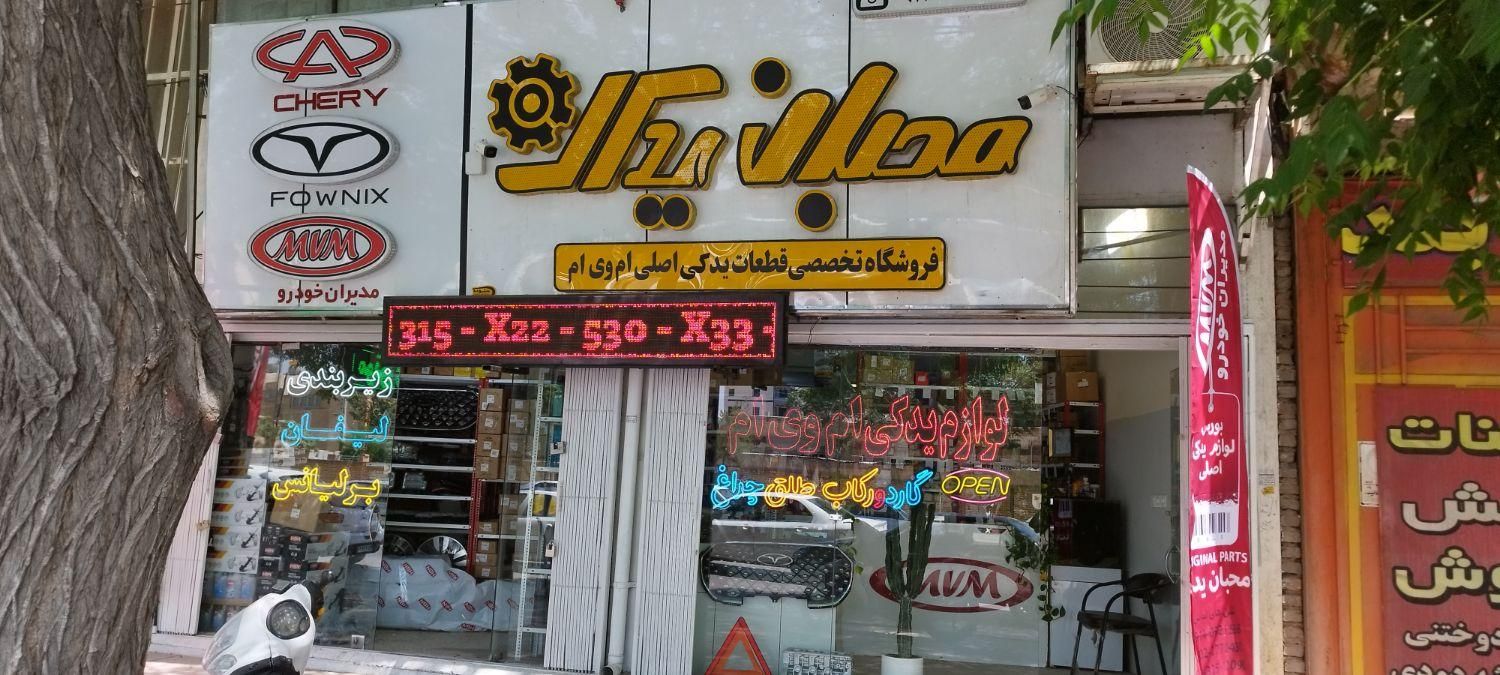 CHERY
FOWNIX
MVM
مدیران خودرو
محبان یدک
فروشگاه تخصصی قطعات یدکی اصلی ام وی ام
315 - X22 - 530 - X33 -
زیربندی
لیفان
برلیانس
لوازم یدکی ام وی ام
گارد و رکاب طلق چراغ
OPEN
MVM
MVM
مدیران خودرو
بورس
لوازم یدکی
اصلی
ORIGINAL PARTS
محبان یدک
دوختنی